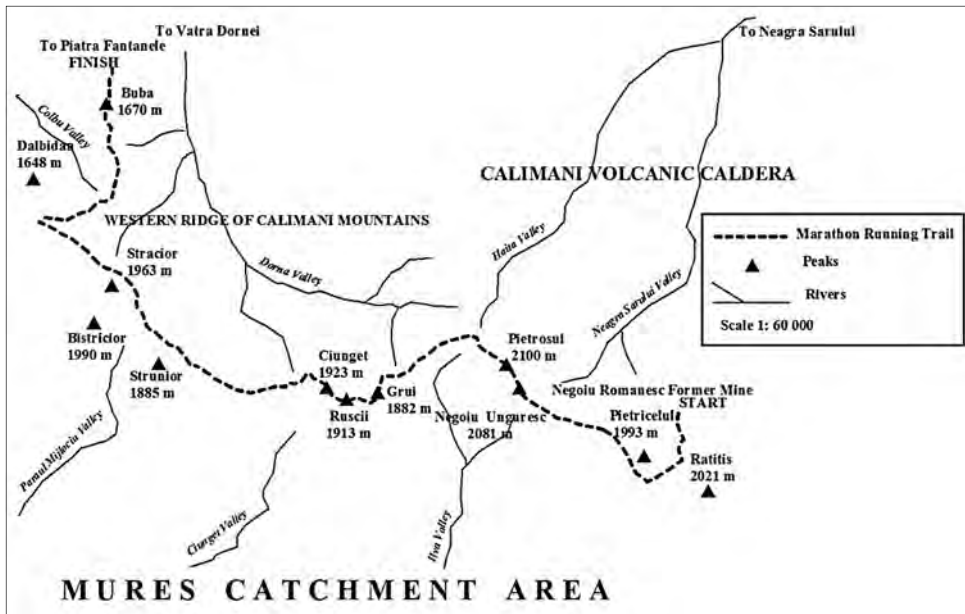 To Piatra Fantanele
FINISH
To Vatra Dornei
To Neagra Sarului
Buba
1670 m
Colbu Valley
Dalbidan
1648 m
CALIMANI VOLCANIC CALDERA
WESTERN RIDGE OF CALIMANI MOUNTAINS
Haita Valley
Marathon Running Trail
Peaks
Rivers
Scale 1: 60 000
Stracior
1963 m
Dorna Valley
Neagra Sarului Valley
Bistricior
1990 m
Strunior
1885 m
Ciunget
1923 m
Pietrosul
2100 m
Ruscii
1913 m
Grui
1882 m
Negoiu Unguresc
2081 m
Negoiu Romanesc Former Mine
START
Pietricelul
1993 m
Ratitis
2021 m
Paraul Mijlociu Valley
Ciunget Valley
Ilva Valley
MURES CATCHMENT AREA